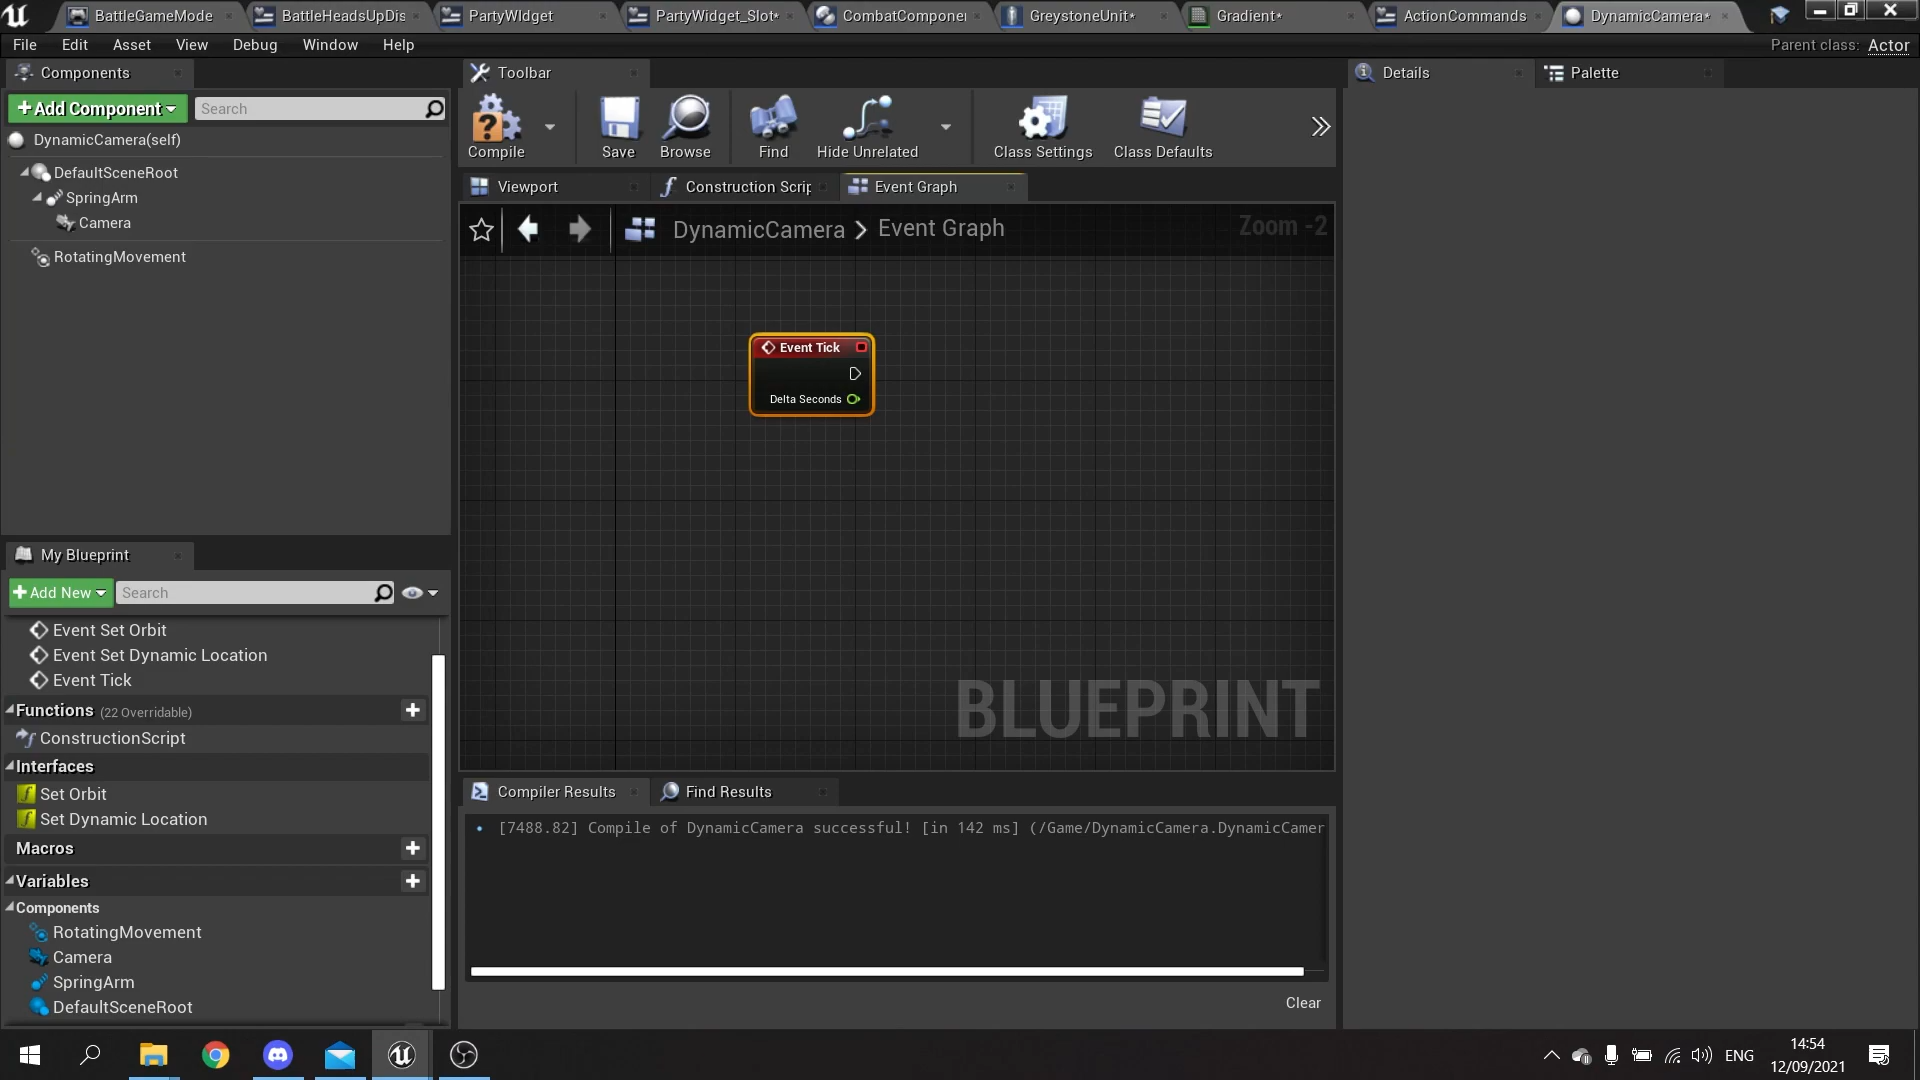 BattleGameMode
BattleHeadsUpDis
PartyWIdget
PartyWidget_Slot*
CombatComponen
GreystoneUnit*
Gradient*
ActionCommands
DynamicCamera*
File
Edit
Asset
View
Debug
Window
Help
Parent class: Actor
Components
Toolbar
Details
Palette
+Add Component
Search
DynamicCamera(self)
DefaultSceneRoot
SpringArm
Camera
RotatingMovement
Compile
Save
Browse
Find
Hide Unrelated
Class Settings
Class Defaults
Viewport
Construction Scrip
Event Graph
DynamicCamera > Event Graph
Zoom -2
Event Tick
Delta Seconds
BLUEPRINT
My Blueprint
+Add New
Search
Event Set Orbit
Event Set Dynamic Location
Event Tick
Functions (22 Overridable)
ConstructionScript
Interfaces
Set Orbit
Set Dynamic Location
Macros
Variables
Components
RotatingMovement
Camera
SpringArm
DefaultSceneRoot
Compiler Results
Find Results
[7488.82] Compile of DynamicCamera successful! [in 142 ms] (/Game/DynamicCamera.DynamicCamer
Clear
ENG
14:54
12/09/2021